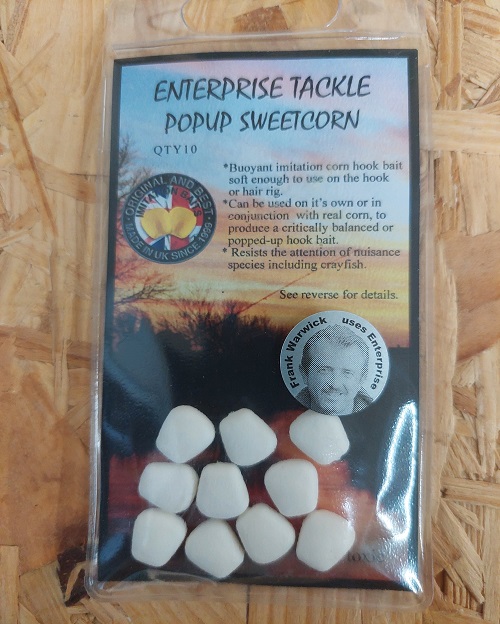 ENTERPRISE TACKLE
POPUP SWEETCORN
QTY10
*Buoyant imitation corn hook bait
soft enough to use on the hook
or hair rig.
*Can be used on it's own or in
conjunction with real corn, to
produce a critically balanced or
popped-up hook bait.
* Resists the attention of nuisance
species including crayfish.
See reverse for details.
ORIGINAL AND BEST
IMITATION BAITS
MADE IN UK SINCE 1999
Frank Warwick uses Enterprise